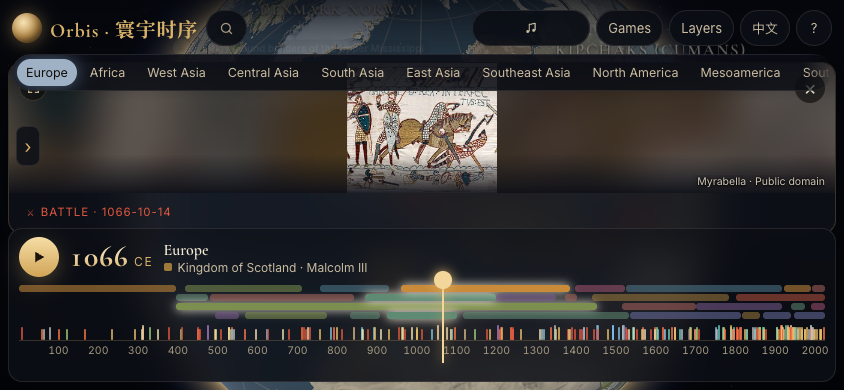 DENMARK NORWAY
Orbis · 寰宇时序
Games
Layers
中文
?
KIPCHAKS (CUMANS)
Europe
Africa
West Asia
Central Asia
South Asia
East Asia
Southeast Asia
North America
Mesoamerica
Sout
TUS:EST
Myrabella · Public domain
BATTLE · 1066-10-14
1066 CE
Europe
Kingdom of Scotland · Malcolm III
100 200 300 400 500 600 700 800 900 1000 1100 1200 1300 1400 1500 1600 1700 1800 1900 2000